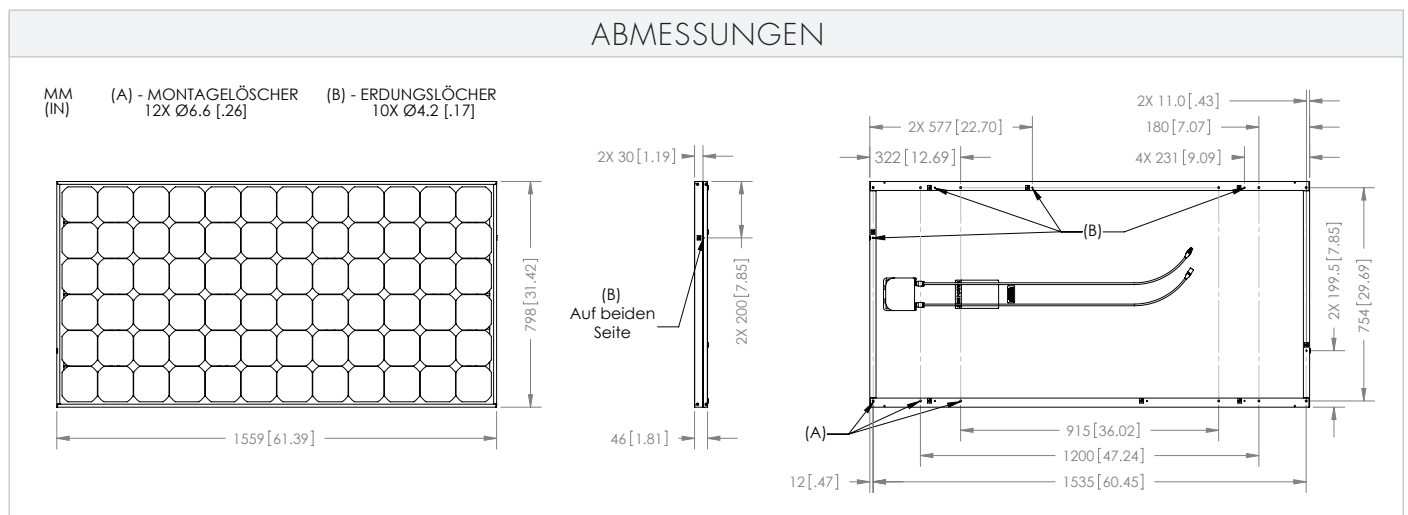 ABMESSUNGEN
MM
(IN)
(A) - MONTAGELÖSCHER
12X Ø6.6 [.26]
(B) - ERDUNGSLÖCHER
10X Ø4.2 [.17]
798 [31.42]
1559 [61.39]
2X 30 [1.19]
(B)
Auf beiden
Seite
2X 200 [7.85]
46 [1.81]
2X 11.0 [.43]
2X 577 [22.70]
180 [7.07]
322 [12.69]
4X 231 [9.09]
(B)
2X 199.5 [7.85]
754 [29.69]
(A)
915 [36.02]
1200 [47.24]
12 [.47]
1535 [60.45]